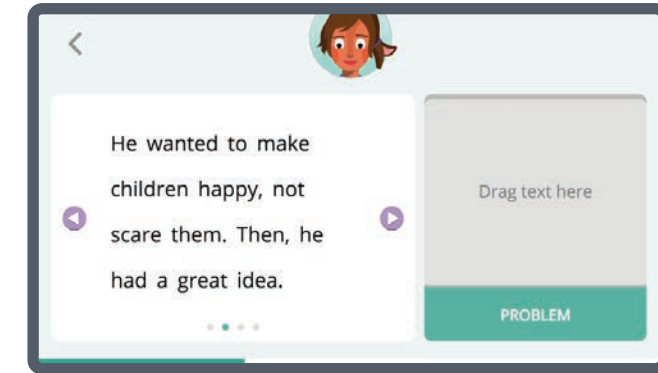 He wanted to make
children happy, not
scare them. Then, he
had a great idea.
Drag text here
PROBLEM